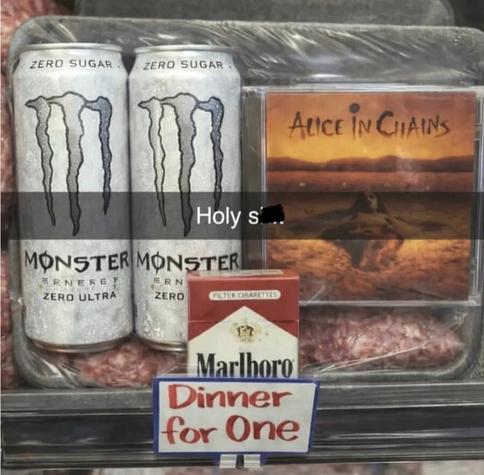 ZERO SUGAR
ZERO SUGAR
ALICE IN CHAINS
Holy s
MONSTER
MONSTER
ENERGY
ZERO ULTRA
ZERO
FILTER CIGARETTES
Marlboro
Dinner
for One